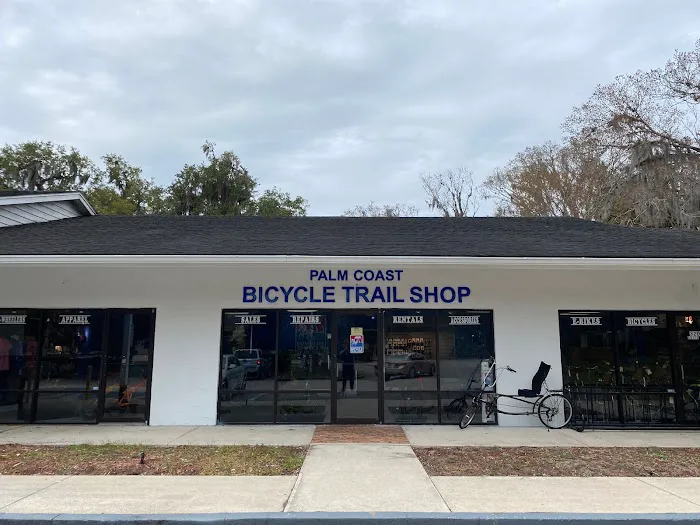 PALM COAST
BICYCLE TRAIL SHOP
APPAREL
SALES
REPAIRS
RENTALS
ACCESSORIES
E-BIKES
BICYCLES